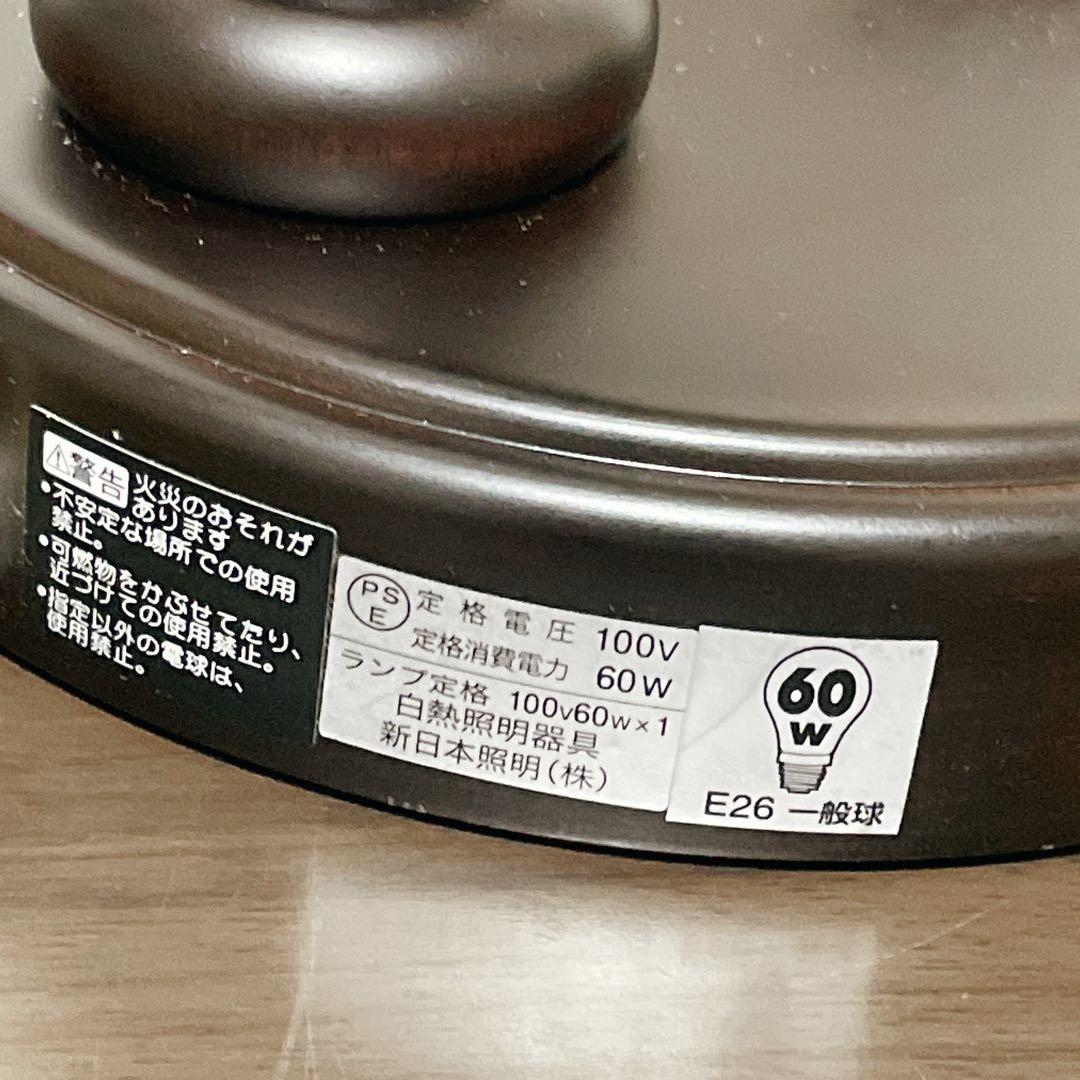 ⚠警告 火災のおそれが
あります
•不安定な場所での使用
禁止。
•可燃物をかぶせてたり、
近づけての使用禁止。
•指定以外の電球は、
使用禁止。
PS
E
定格電圧 100V
定格消費電力 60W
ランプ定格 100V60W×1
白熱照明器具
新日本照明(株)
60
W
E26 一般球